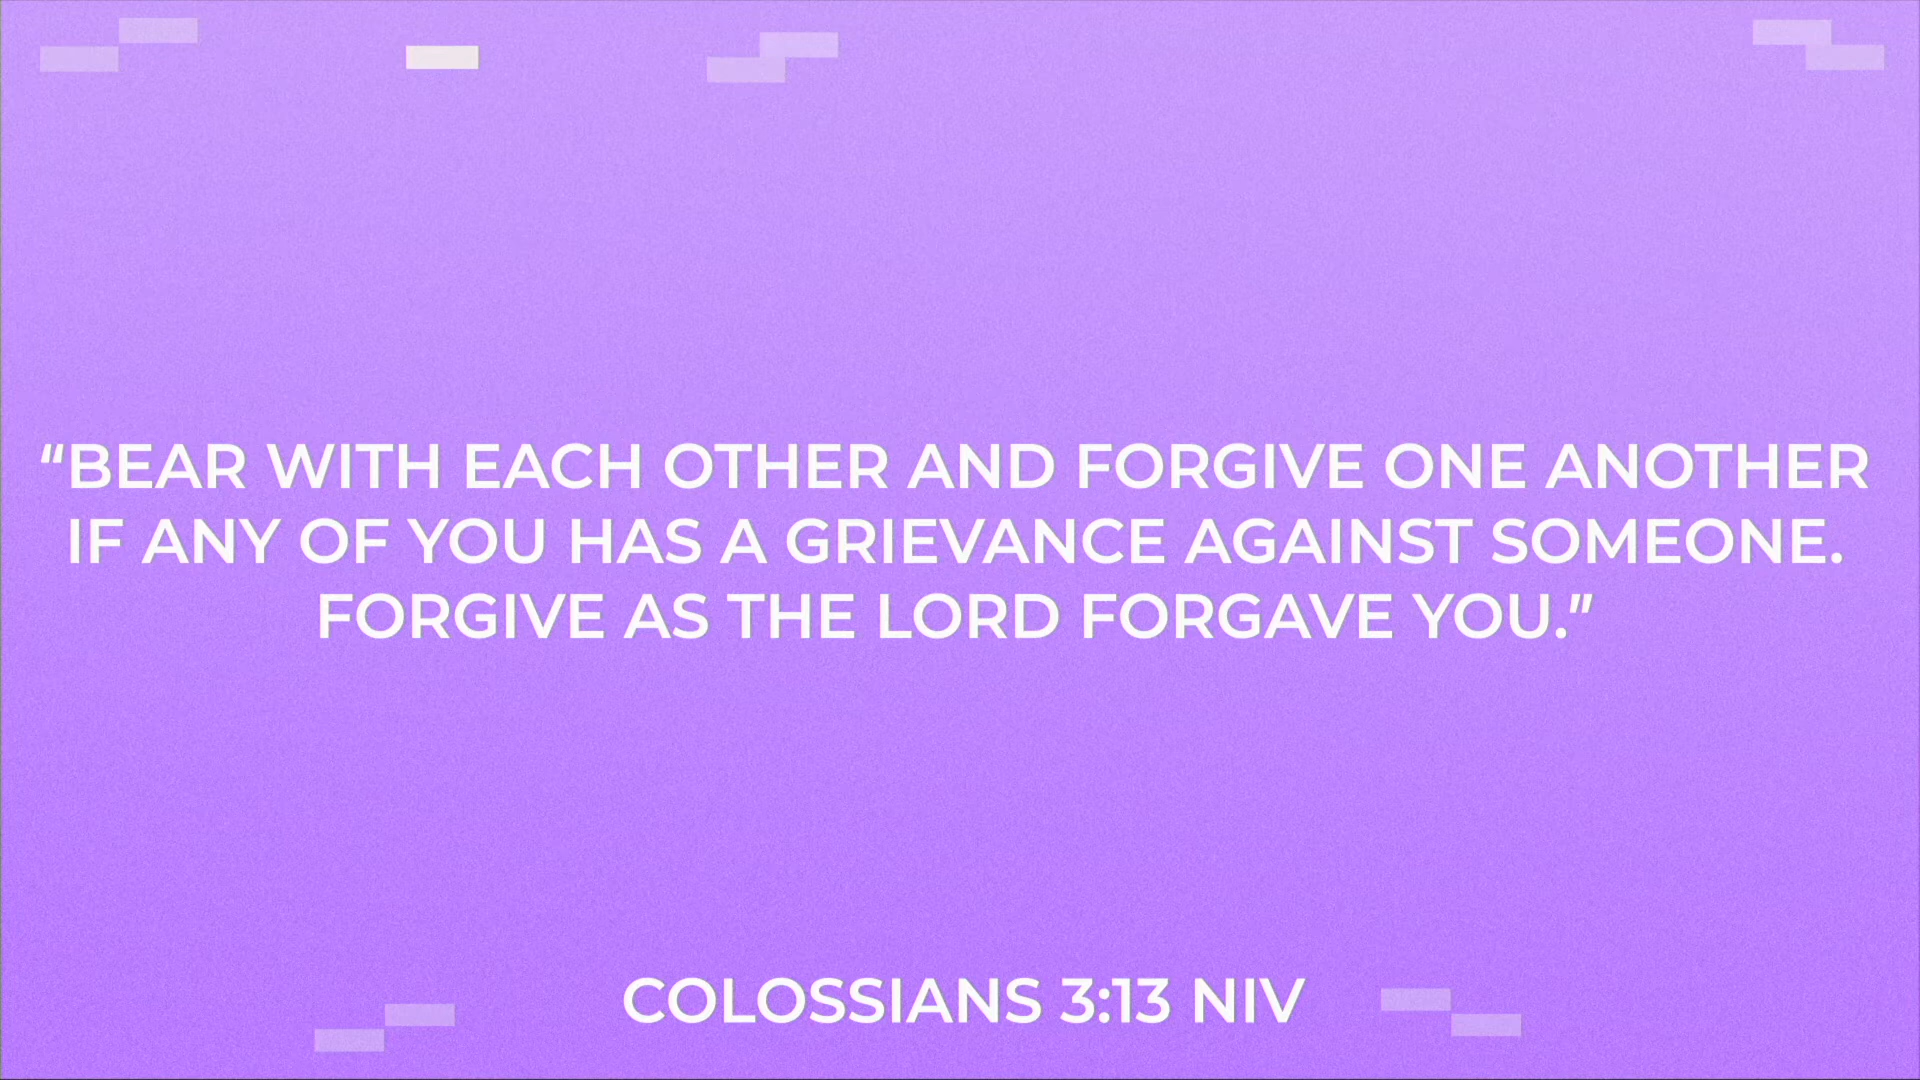 "BEAR WITH EACH OTHER AND FORGIVE ONE ANOTHER
IF ANY OF YOU HAS A GRIEVANCE AGAINST SOMEONE.
FORGIVE AS THE LORD FORGAVE YOU."
COLOSSIANS 3:13 NIV